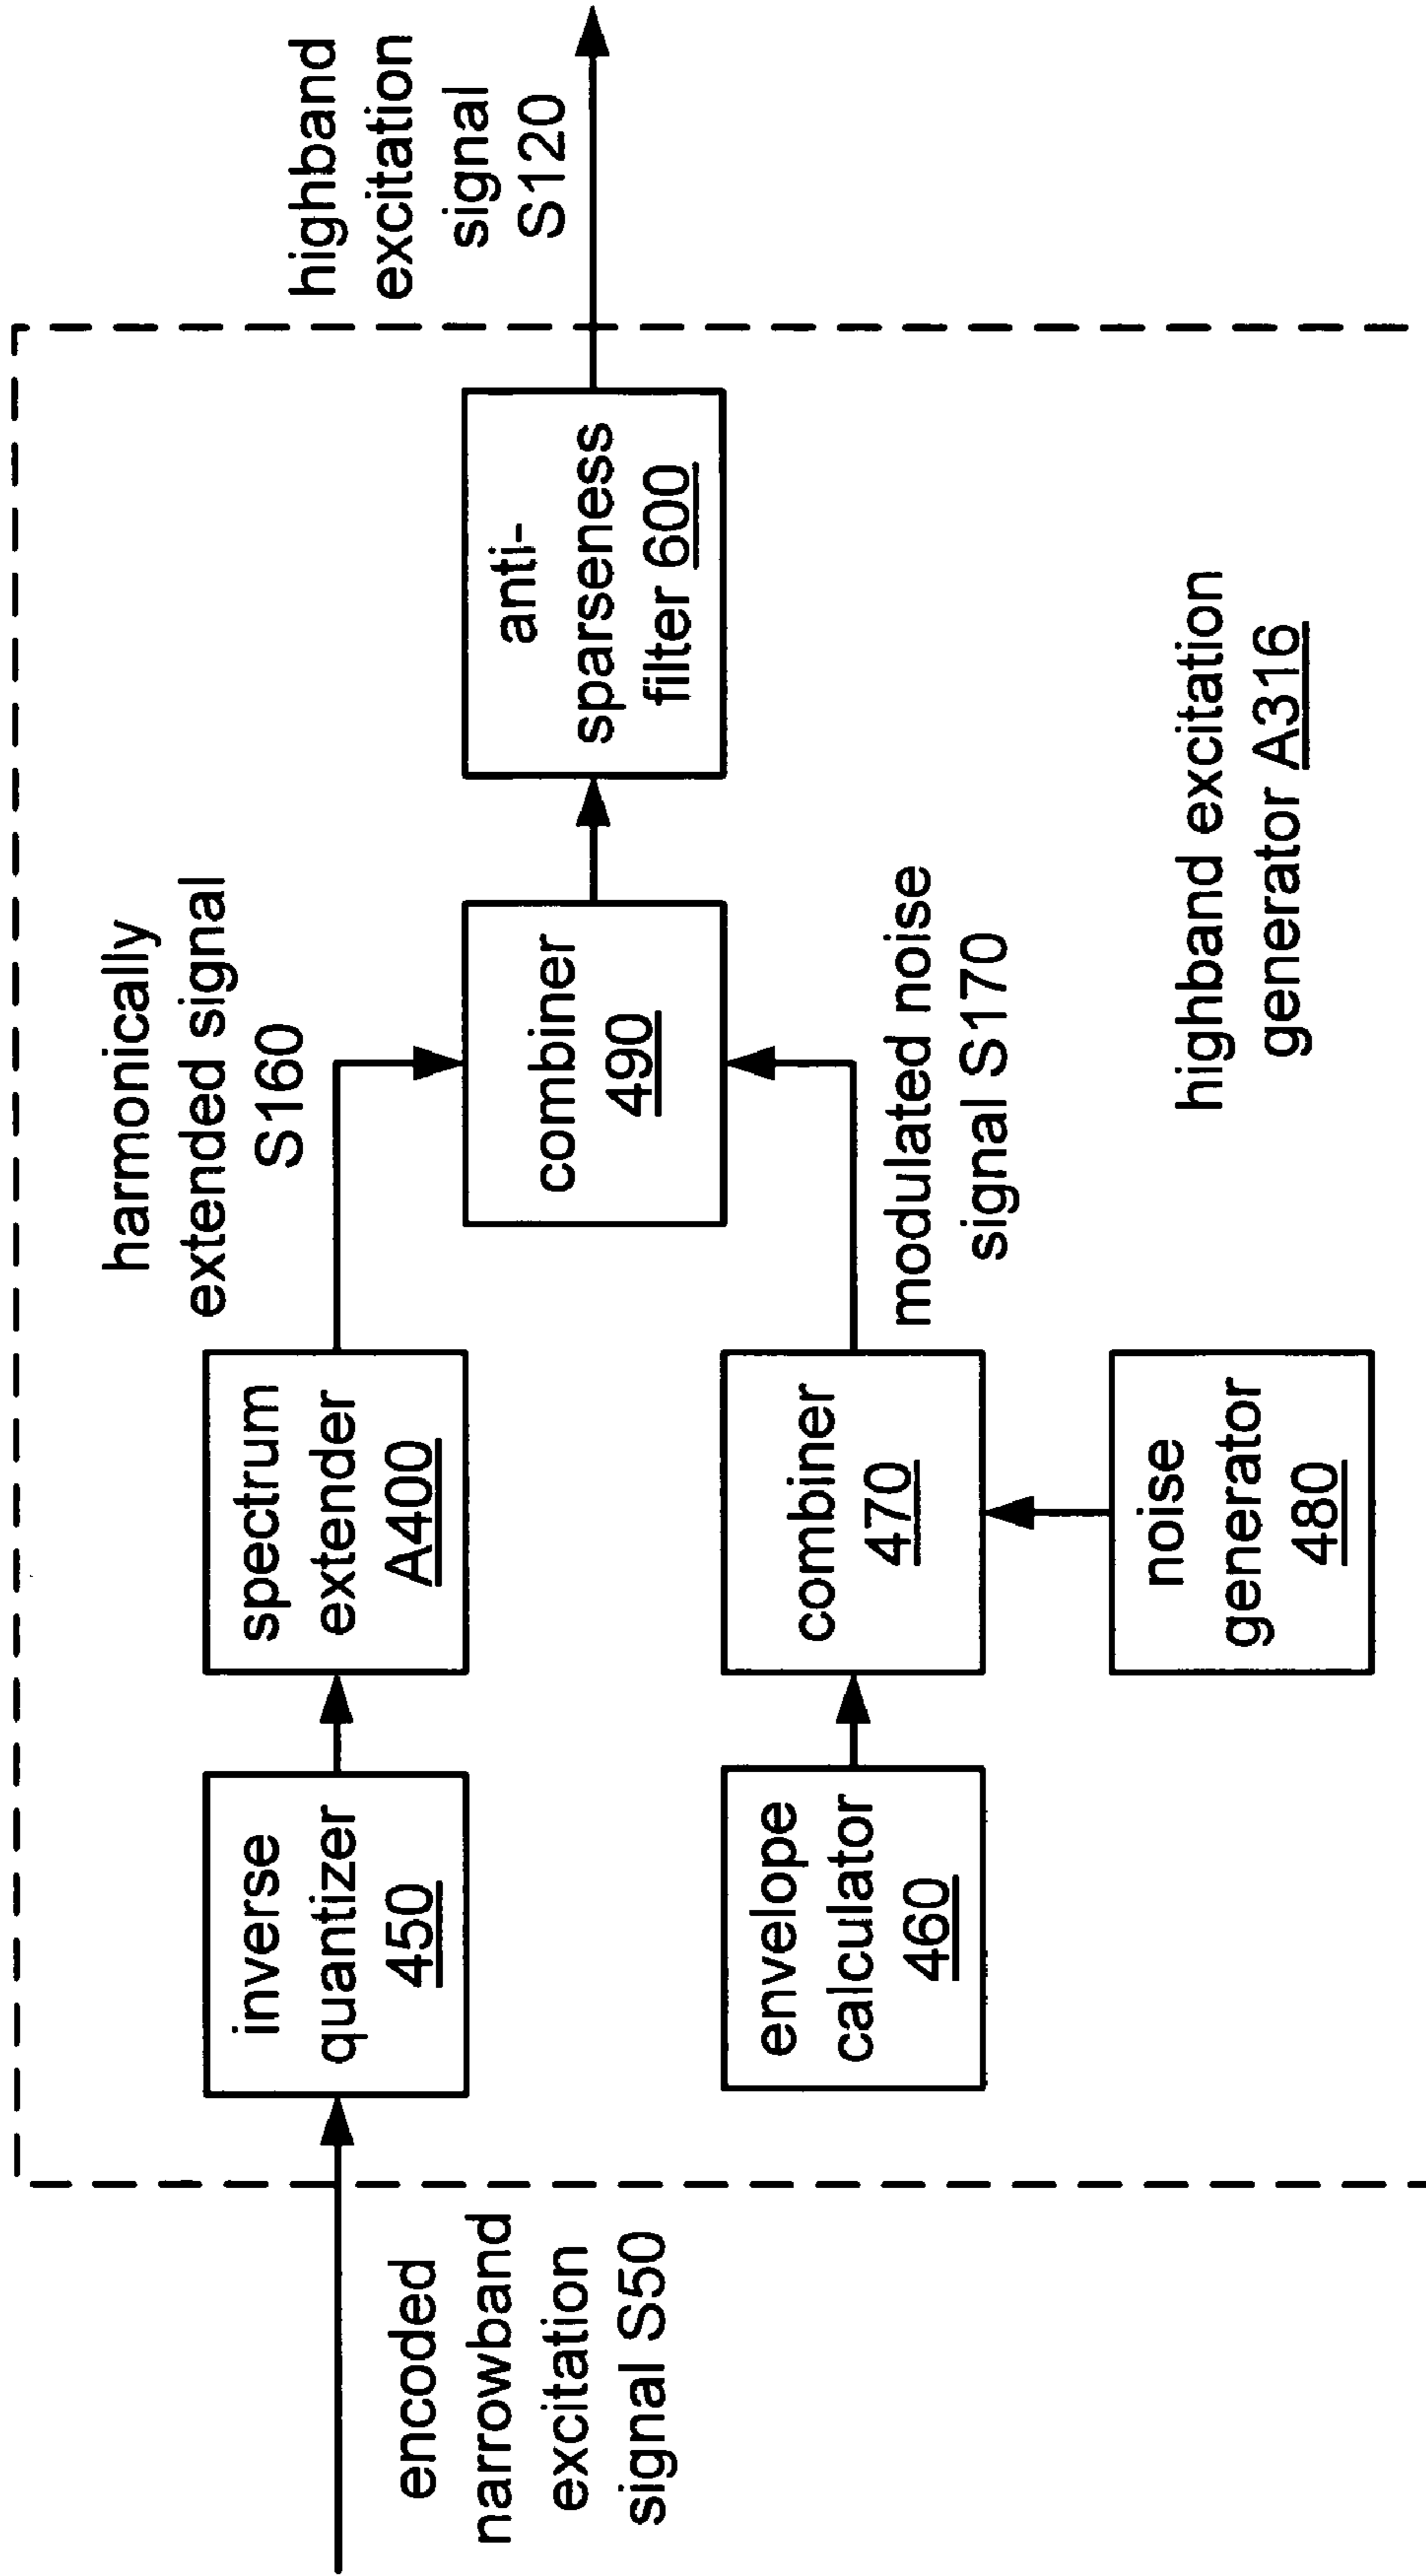 encoded
narrowband
excitation
signal S50
inverse
quantizer
450
spectrum
extender
A400
harmonically
extended signal
S160
envelope
calculator
460
combiner
470
noise
generator
480
modulated noise
signal S170
combiner
490
anti-
sparseness
filter 600
highband
excitation
signal
S120
highband excitation
generator A316